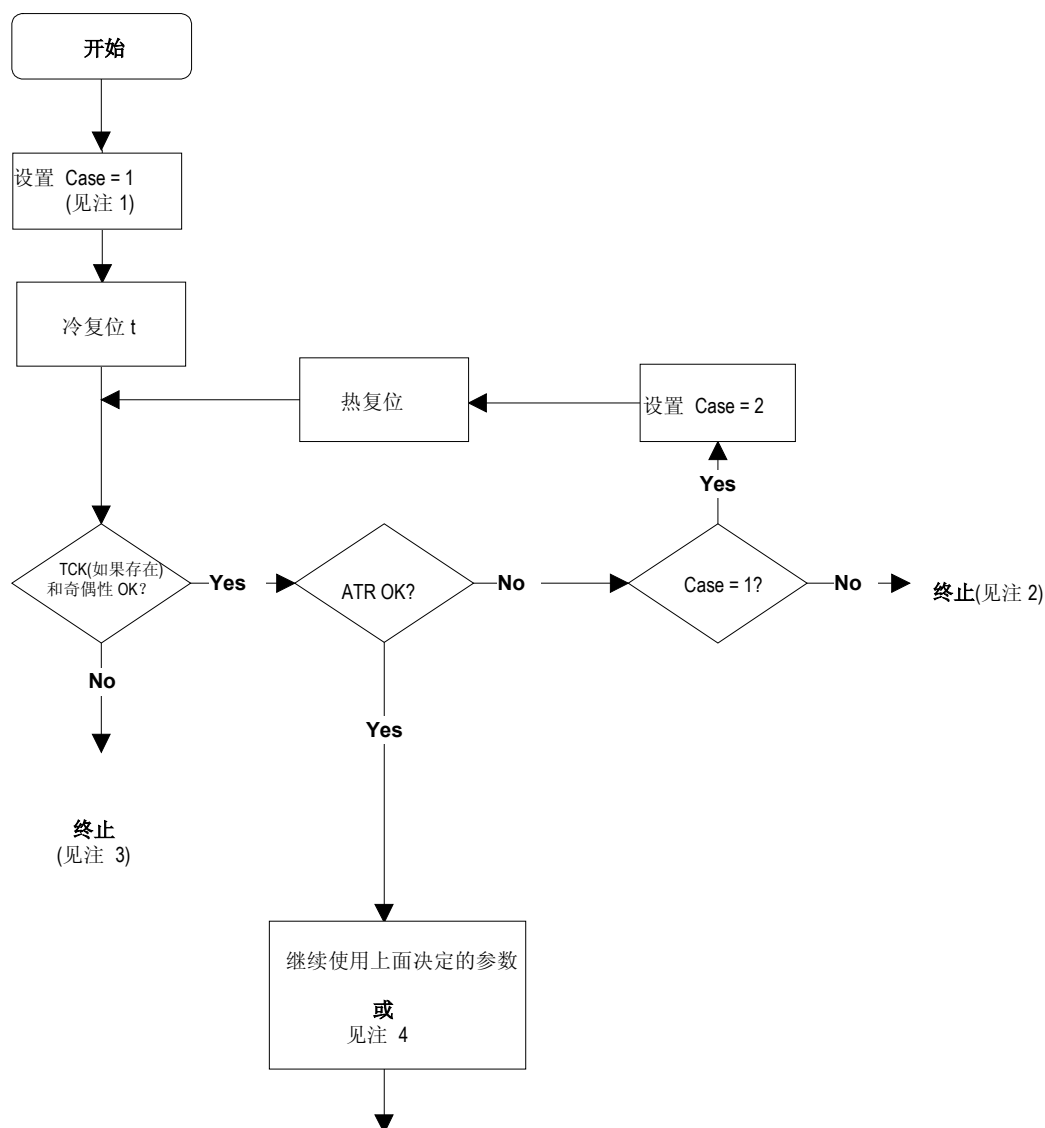 开始
设置 Case = 1
(见注 1)
冷复位 t
热复位
设置 Case = 2
Yes
TCK(如果存在)
和奇偶性 OK？
Yes
ATR OK?
No
Case = 1?
No
终止(见注 2)
No
Yes
终止
(见注 3)
继续使用上面决定的参数
或
见注 4